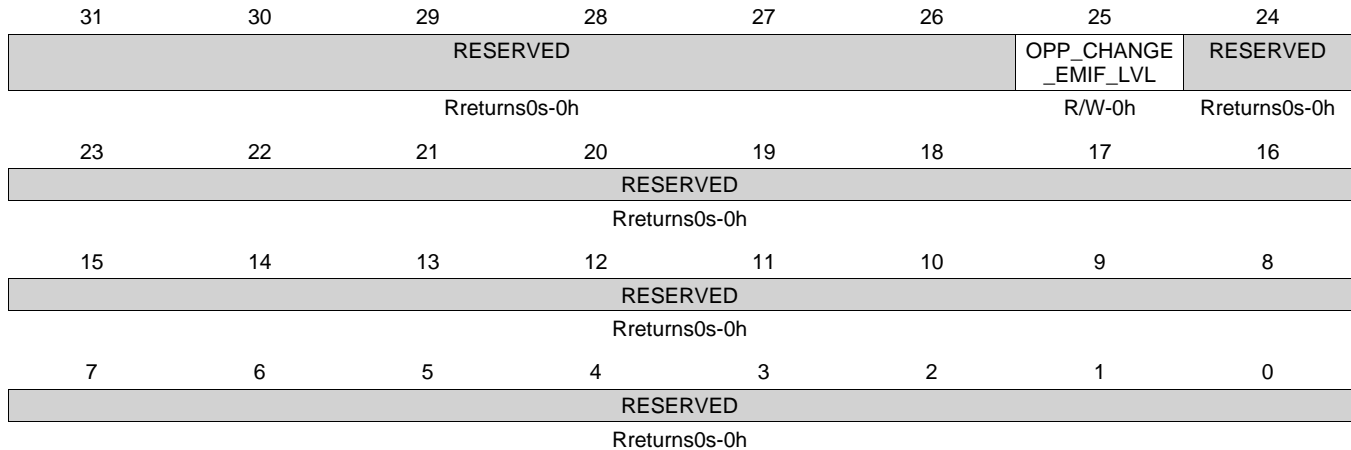 31 30 29 28 27 26 25 24
RESERVED OPP_CHANGE RESERVED
_EMIF_LVL
Rreturns0s-0h R/W-0h Rreturns0s-0h
23 22 21 20 19 18 17 16
RESERVED
Rreturns0s-0h
15 14 13 12 11 10 9 8
RESERVED
Rreturns0s-0h
7 6 5 4 3 2 1 0
RESERVED
Rreturns0s-0h